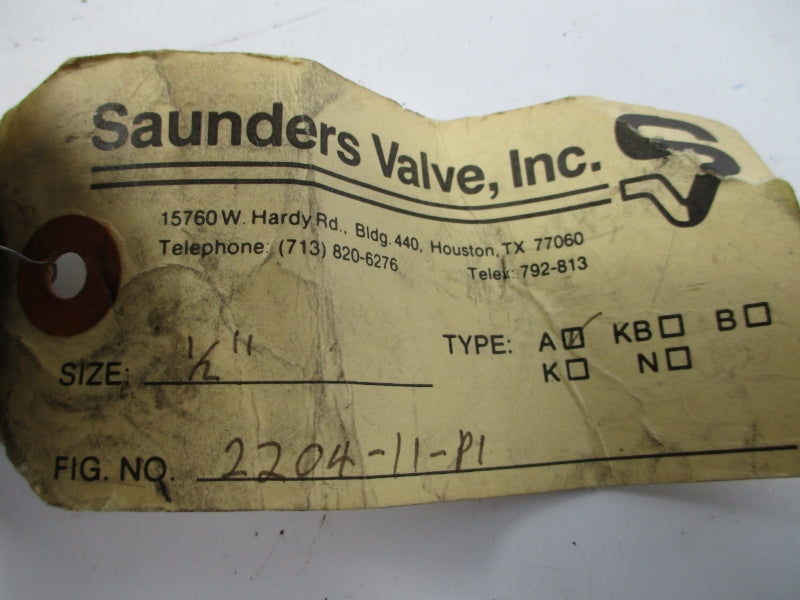 Saunders Valve, Inc. SV
15760 W. Hardy Rd., Bldg. 440, Houston, TX 77060
Telephone: (713) 820-6276 Telex: 792-813
TYPE: A ☑ KB ☐ B ☐
K ☐ N ☐
SIZE: 1/2"
FIG. NO. 2204-11-P1